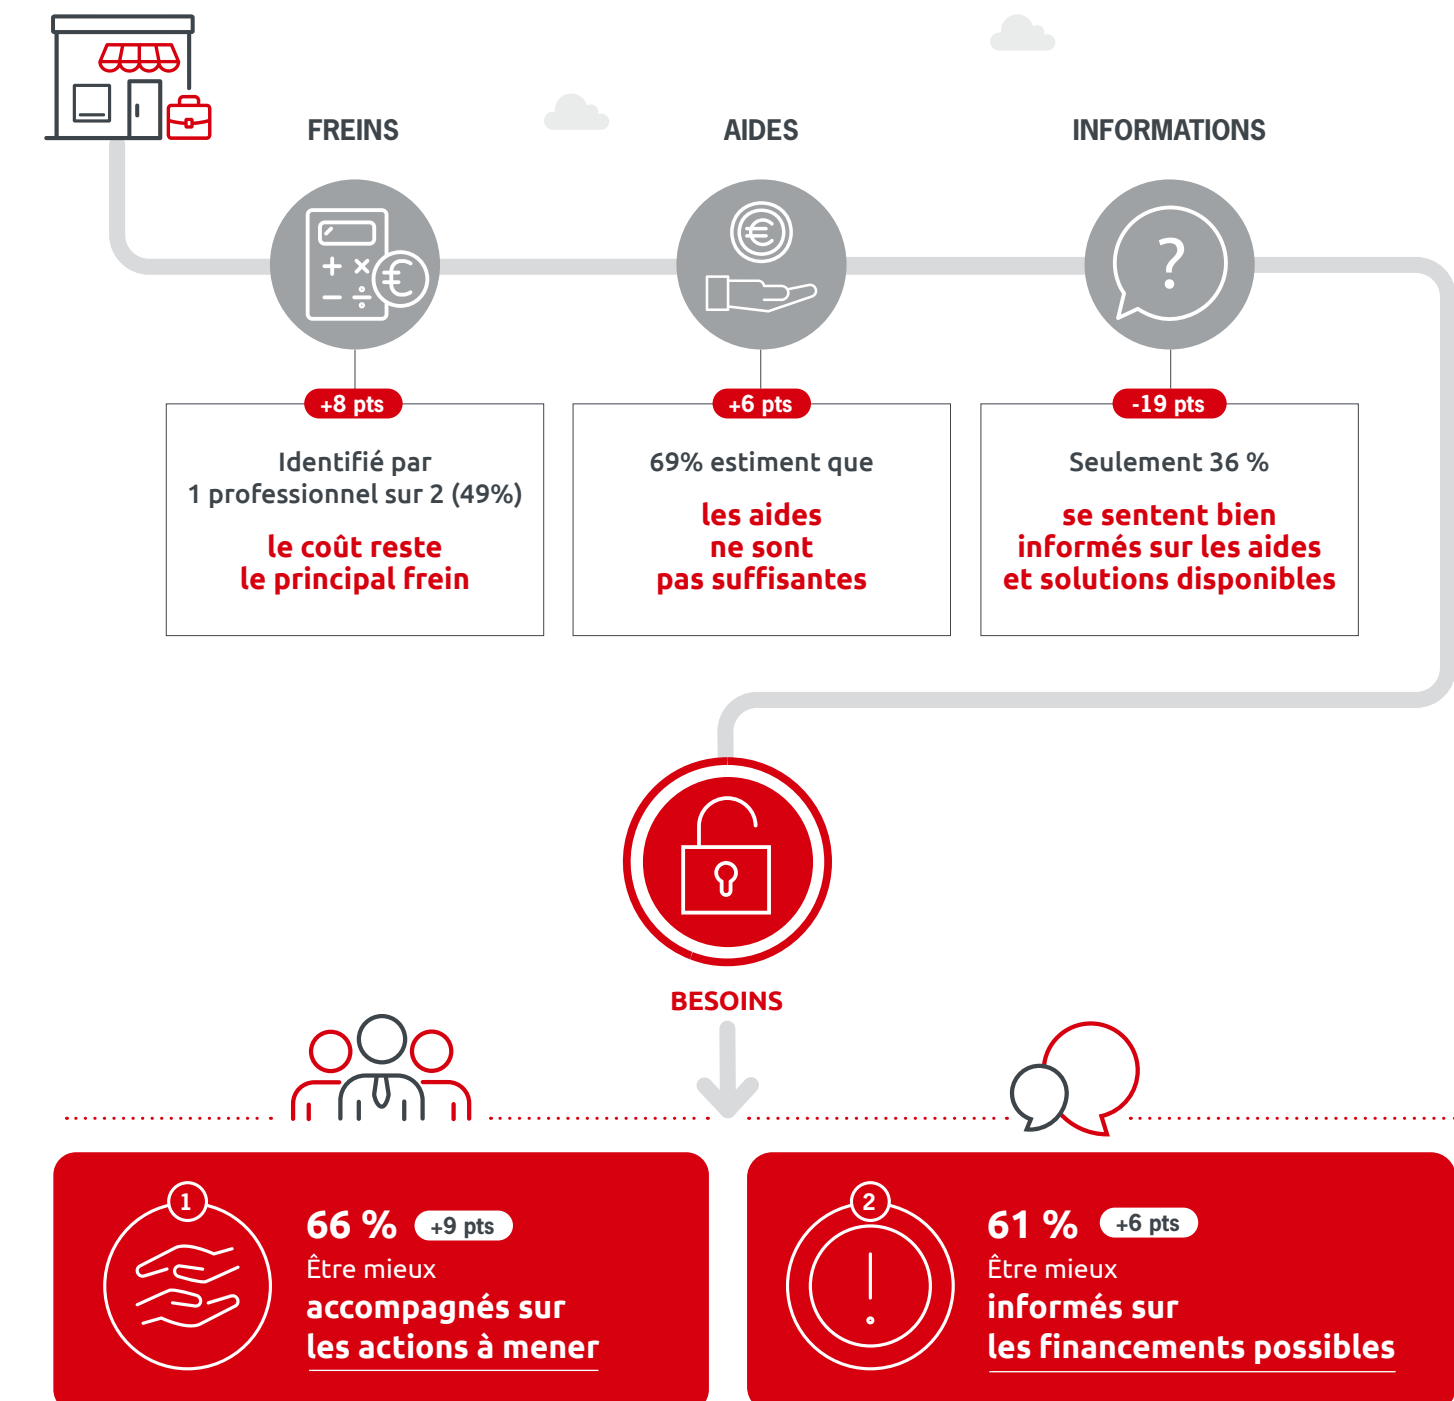 FREINS
AIDES
INFORMATIONS
?
+8 pts
Identifié par
1 professionnel sur 2 (49%)
le coût reste
le principal frein
+6 pts
69% estiment que
les aides
ne sont
pas suffisantes
-19 pts
Seulement 36 %
se sentent bien
informés sur les aides
et solutions disponibles
BESOINS
1
66 % +9 pts
Être mieux
accompagnés sur
les actions à mener
2
61 % +6 pts
Être mieux
informés sur
les financements possibles